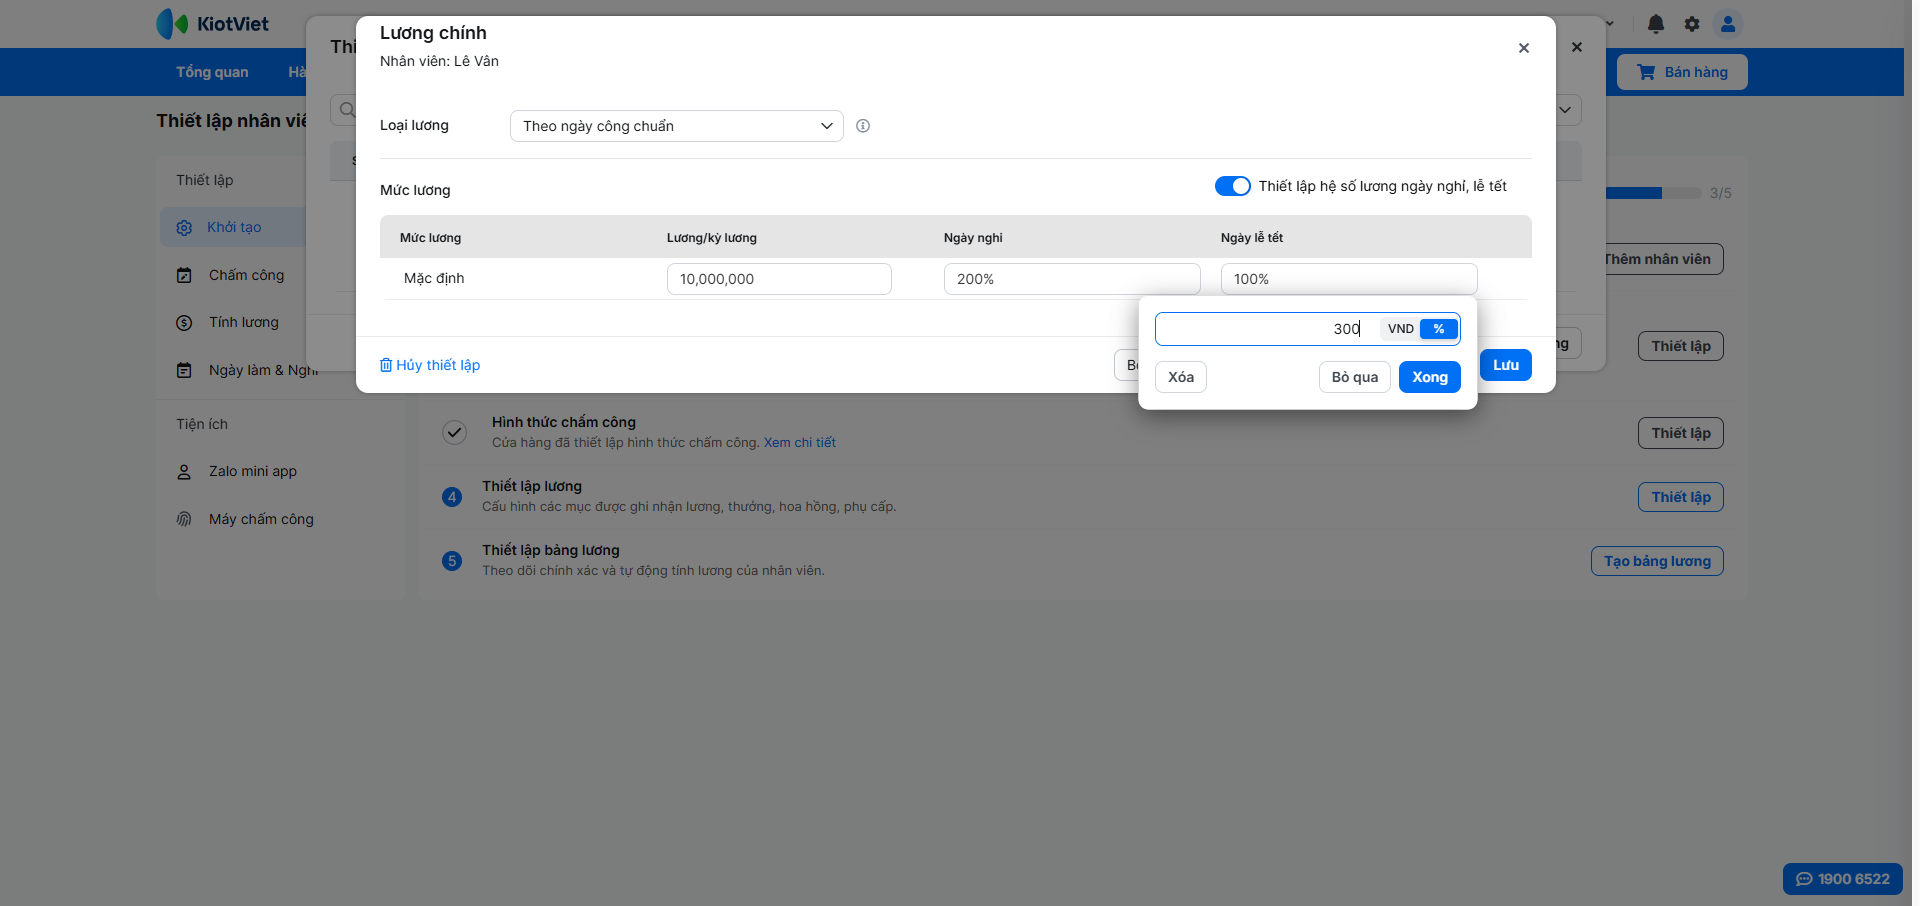 KiotViet
Tổng quan
Hà
Bán hàng
Thiết lập nhân viê
Thi
Lương chính
Nhân viên: Lê Vân
Loại lương
Theo ngày công chuẩn
Mức lương
Thiết lập hệ số lương ngày nghỉ, lễ tết
Mức lương
Lương/kỳ lương
Ngày nghỉ
Ngày lễ tết
Mặc định
10,000,000
200%
100%
300
VND
%
Xóa
Bỏ qua
Xong
Hủy thiết lập
Lưu
Thiết lập
Khởi tạo
Chấm công
Tính lương
Ngày làm & Nghỉ
Tiện ích
Zalo mini app
Máy chấm công
3/5
Thêm nhân viên
ng
Thiết lập
Hình thức chấm công
Cửa hàng đã thiết lập hình thức chấm công. Xem chi tiết
Thiết lập
4
Thiết lập lương
Cấu hình các mục được ghi nhận lương, thưởng, hoa hồng, phụ cấp.
Thiết lập
5
Thiết lập bảng lương
Theo dõi chính xác và tự động tính lương của nhân viên.
Tạo bảng lương
1900 6522